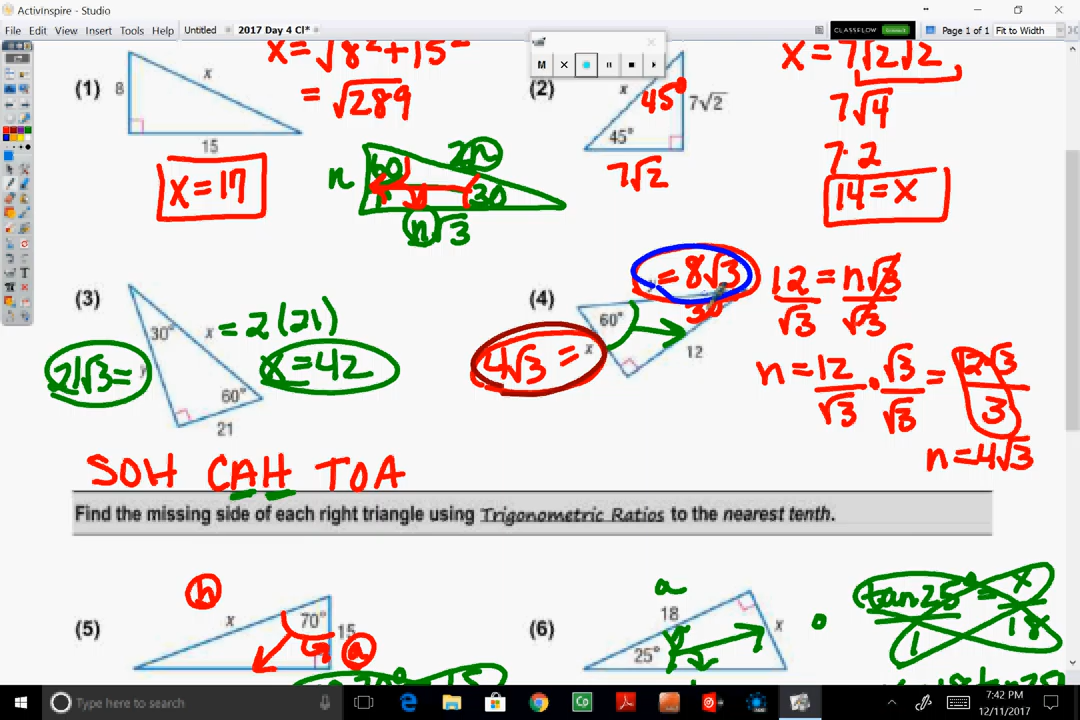 ActivInspire - Studio
File Edit View Insert Tools Help Untitled 2017 Day 4 Cl* CLASSFLOW Page 1 of 1 Fit to Width
x = √8² + 15²
= √289
x = 17
(1) 8 x 15
n 60 2n 30 n√3
(2) x 45° 7√2 45° 7√2
x = 7√2√2
7√4
7·2
14 = x
(3) 30° x = 2(21)
21√3 = y x = 42
60°
21
(4) y = 8√3
60° 30
4√3 = x 12
12 = n√3
√3 √3
n = 12 • √3 = 12√3
√3 √3 3
n = 4√3
SOH CAH TOA
Find the missing side of each right triangle using Trigonometric Ratios to the nearest tenth.
(5) h x 70° 15 a
(6) a 18 25° x o
tan25° = x
1 18
Type here to search
7:42 PM
12/11/2017